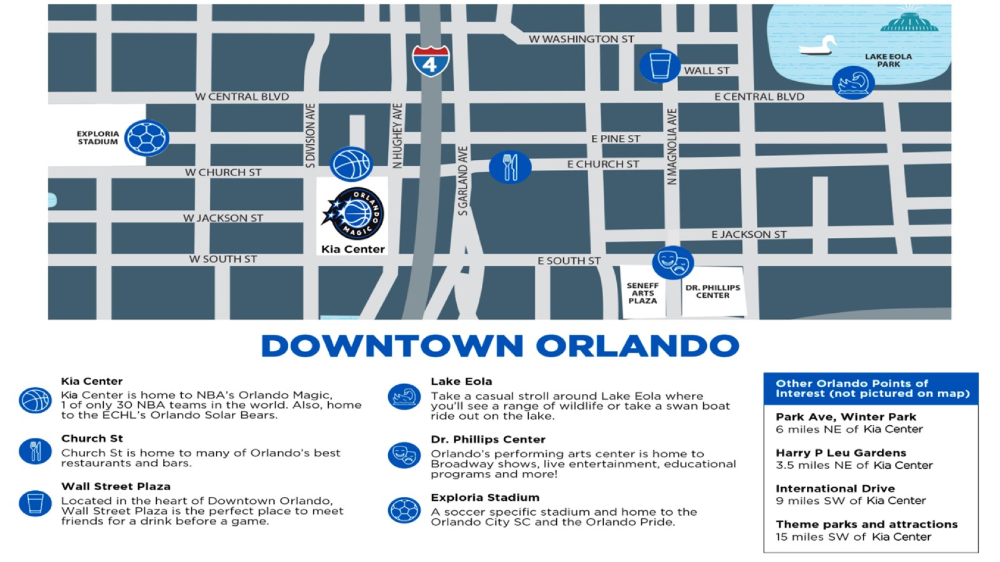 W WASHINGTON ST
4
LAKE EOLA
PARK
WALL ST
W CENTRAL BLVD
E CENTRAL BLVD
S DIVISION AVE
N HUGHEY AVE
N MAGNOLIA AVE
EXPLORIA
STADIUM
E PINE ST
S GARLAND AVE
E CHURCH ST
W CHURCH ST
ORLANDO
MAGIC
W JACKSON ST
E JACKSON ST
Kia Center
W SOUTH ST
E SOUTH ST
SENEFF
ARTS
PLAZA
DR. PHILLIPS
CENTER
DOWNTOWN ORLANDO
Kia Center
Kia Center is home to NBA's Orlando Magic,
1 of only 30 NBA teams in the world. Also, home
to the ECHL's Orlando Solar Bears.
Church St
Church St is home to many of Orlando's best
restaurants and bars.
Wall Street Plaza
Located in the heart of Downtown Orlando,
Wall Street Plaza is the perfect place to meet
friends for a drink before a game.
Lake Eola
Take a casual stroll around Lake Eola where
you'll see a range of wildlife or take a swan boat
ride out on the lake.
Dr. Phillips Center
Orlando's performing arts center is home to
Broadway shows, live entertainment, educational
programs and more!
Exploria Stadium
A soccer specific stadium and home to the
Orlando City SC and the Orlando Pride.
Other Orlando Points of
Interest (not pictured on map)
Park Ave, Winter Park
6 miles NE of Kia Center
Harry P Leu Gardens
3.5 miles NE of Kia Center
International Drive
9 miles SW of Kia Center
Theme parks and attractions
15 miles SW of Kia Center